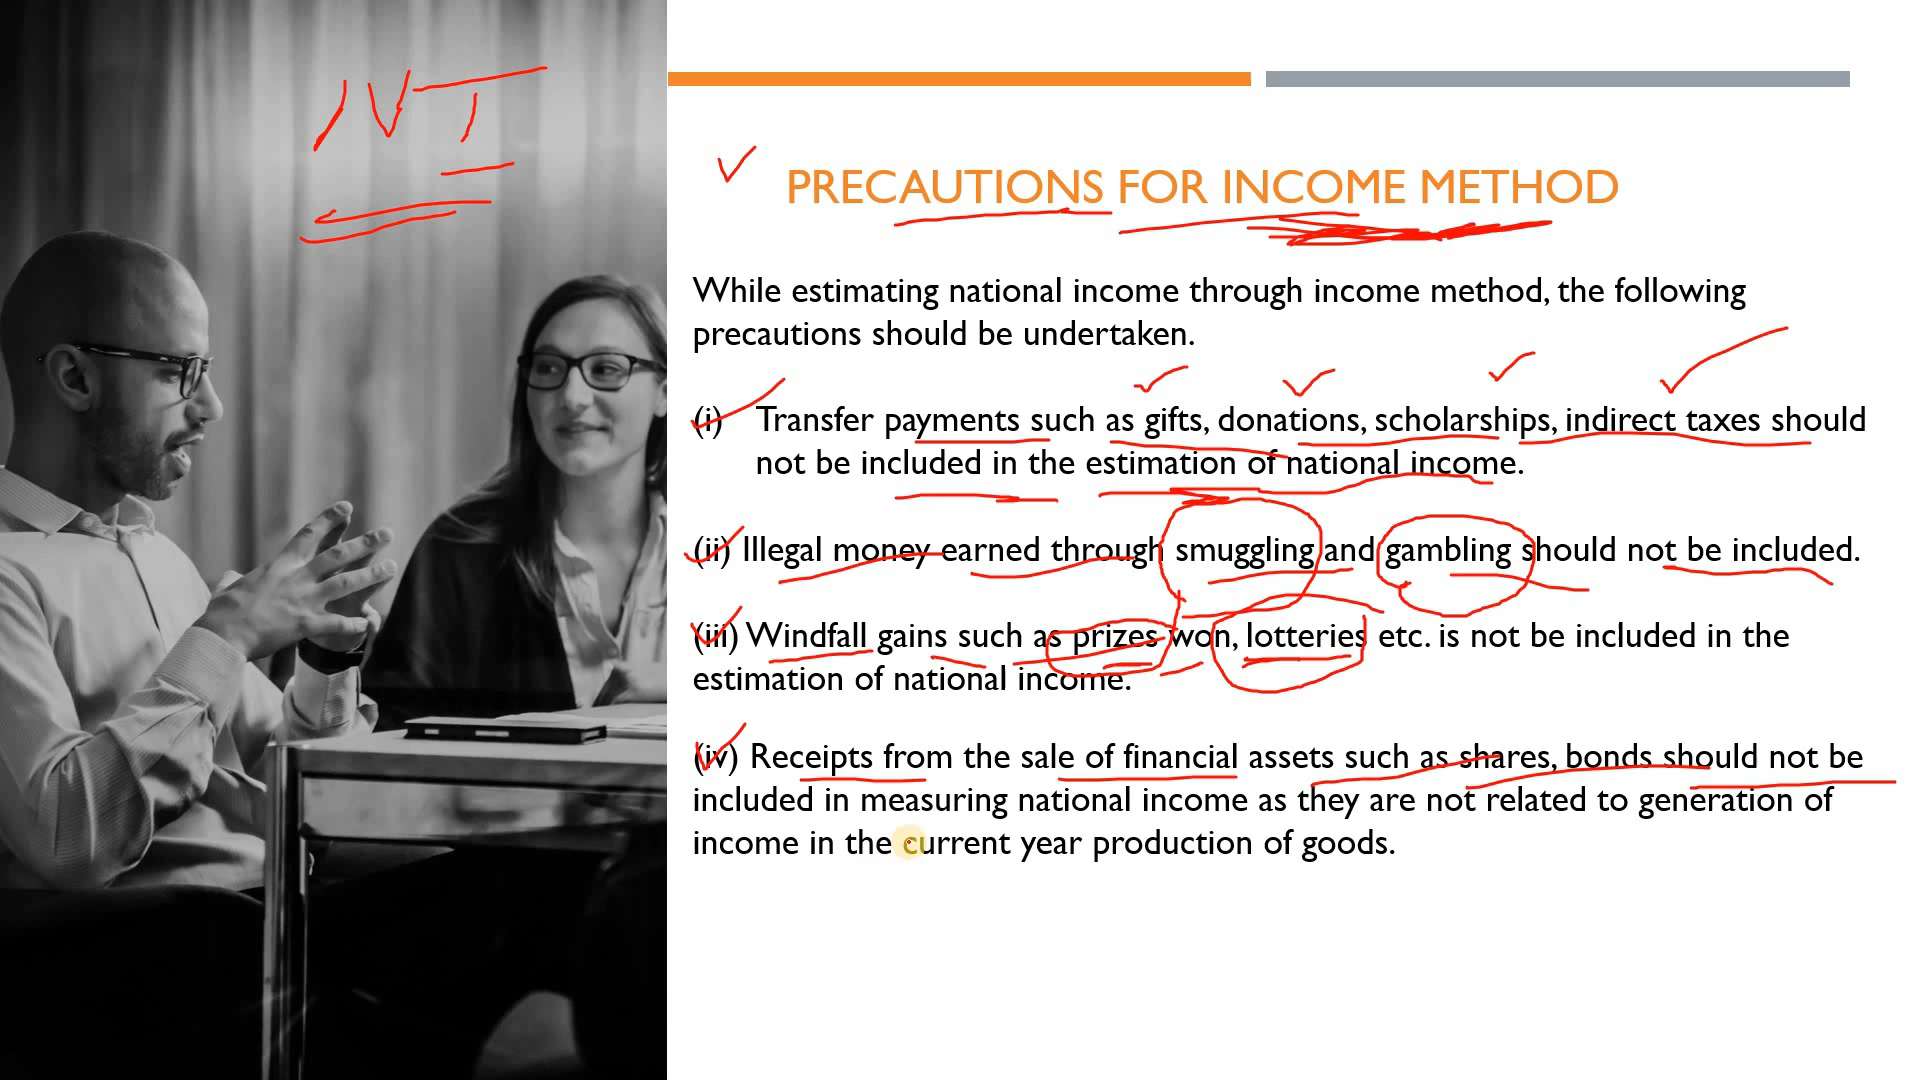 PRECAUTIONS FOR INCOME METHOD
While estimating national income through income method, the following
precautions should be undertaken.
(i) Transfer payments such as gifts, donations, scholarships, indirect taxes should
not be included in the estimation of national income.
(ii) Illegal money earned through smuggling and gambling should not be included.
(iii) Windfall gains such as prizes won, lotteries etc. is not be included in the
estimation of national income.
(iv) Receipts from the sale of financial assets such as shares, bonds should not be
included in measuring national income as they are not related to generation of
income in the current year production of goods.